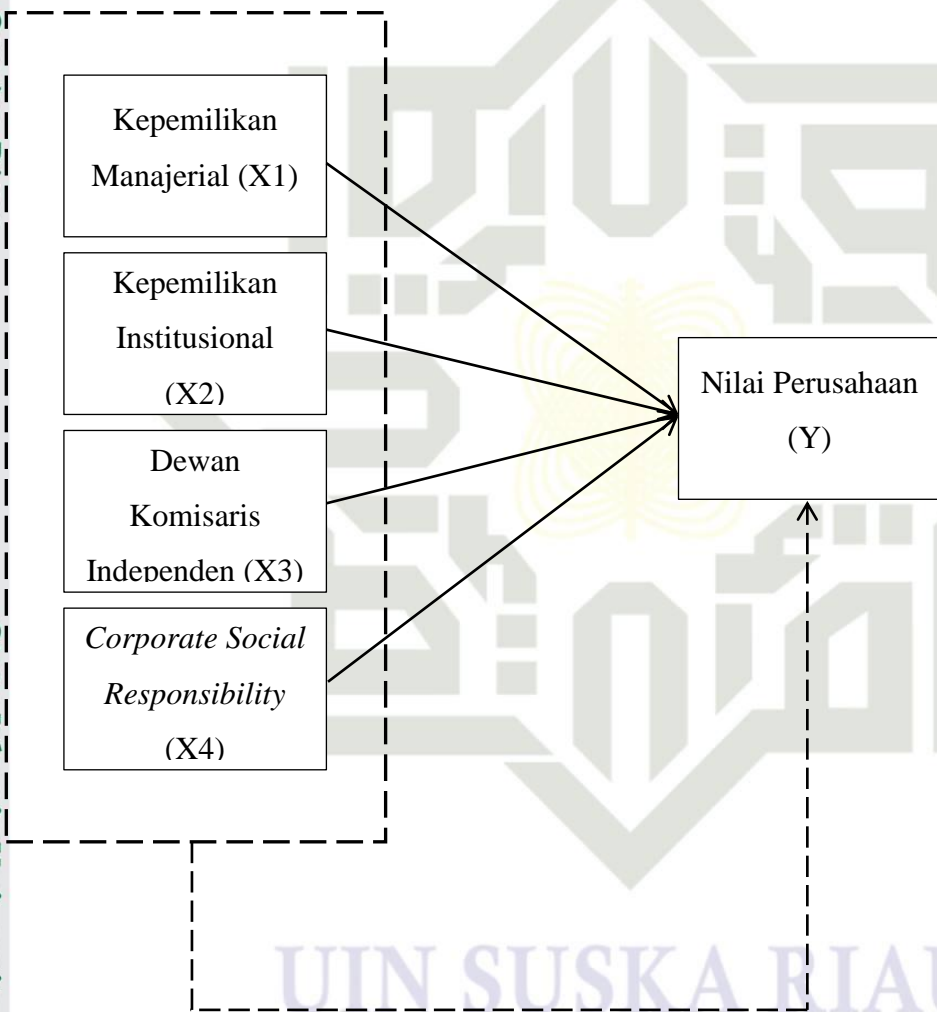 Kepemilikan
Manajerial (X1)
Kepemilikan
Institusional
(X2)
Dewan
Komisaris
Independen (X3)
Corporate Social
Responsibility
(X4)
Nilai Perusahaan
(Y)
UIN SUSKA RIAU